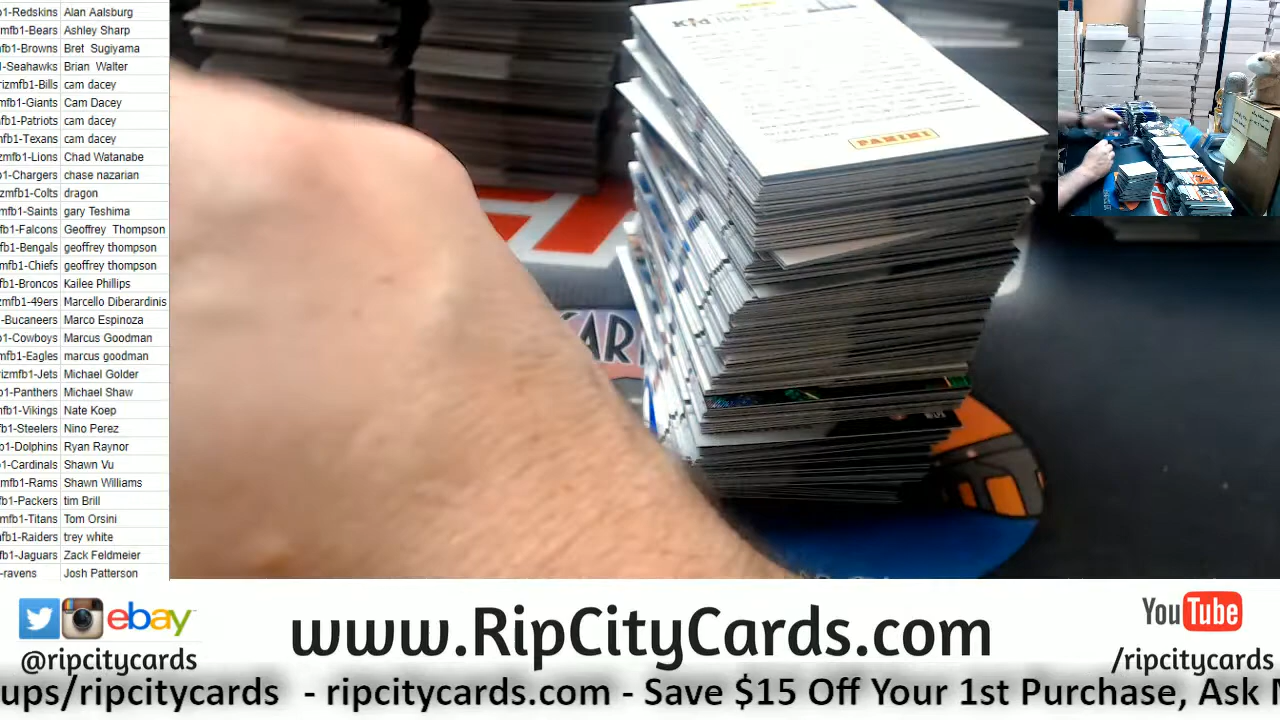 b1-Redskins Alan Aalsburg
mfb1-Bears Ashley Sharp
fb1-Browns Bret Sugiyama
1-Seahawks Brian Walter
rizmfb1-Bills cam dacey
mfb1-Giants Cam Dacey
nfb1-Patriots cam dacey
mfb1-Texans cam dacey
zmfb1-Lions Chad Watanabe
fb1-Chargers chase nazarian
izmfb1-Colts dragon
mfb1-Saints gary Teshima
mfb1-Falcons Geoffrey Thompson
fb1-Bengals geoffrey thompson
mfb1-Chiefs geoffrey thompson
fb1-Broncos Kailee Phillips
zmfb1-49ers Marcello Diberardinis
-Bucaneers Marco Espinoza
b1-Cowboys Marcus Goodman
mfb1-Eagles marcus goodman
rizmfb1-Jets Michael Golder
b1-Panthers Michael Shaw
nfb1-Vikings Nate Koep
b1-Steelers Nino Perez
fb1-Dolphins Ryan Raynor
b1-Cardinals Shawn Vu
zmfb1-Rams Shawn Williams
fb1-Packers tim Brill
mfb1-Titans Tom Orsini
nfb1-Raiders trey white
fb1-Jaguars Zack Feldmeier
-ravens Josh Patterson
PANINI
CAR
ebay
@ripcitycards
www.RipCityCards.com
YouTube
/ripcitycards
ups/ripcitycards - ripcitycards.com - Save $15 Off Your 1st Purchase, Ask